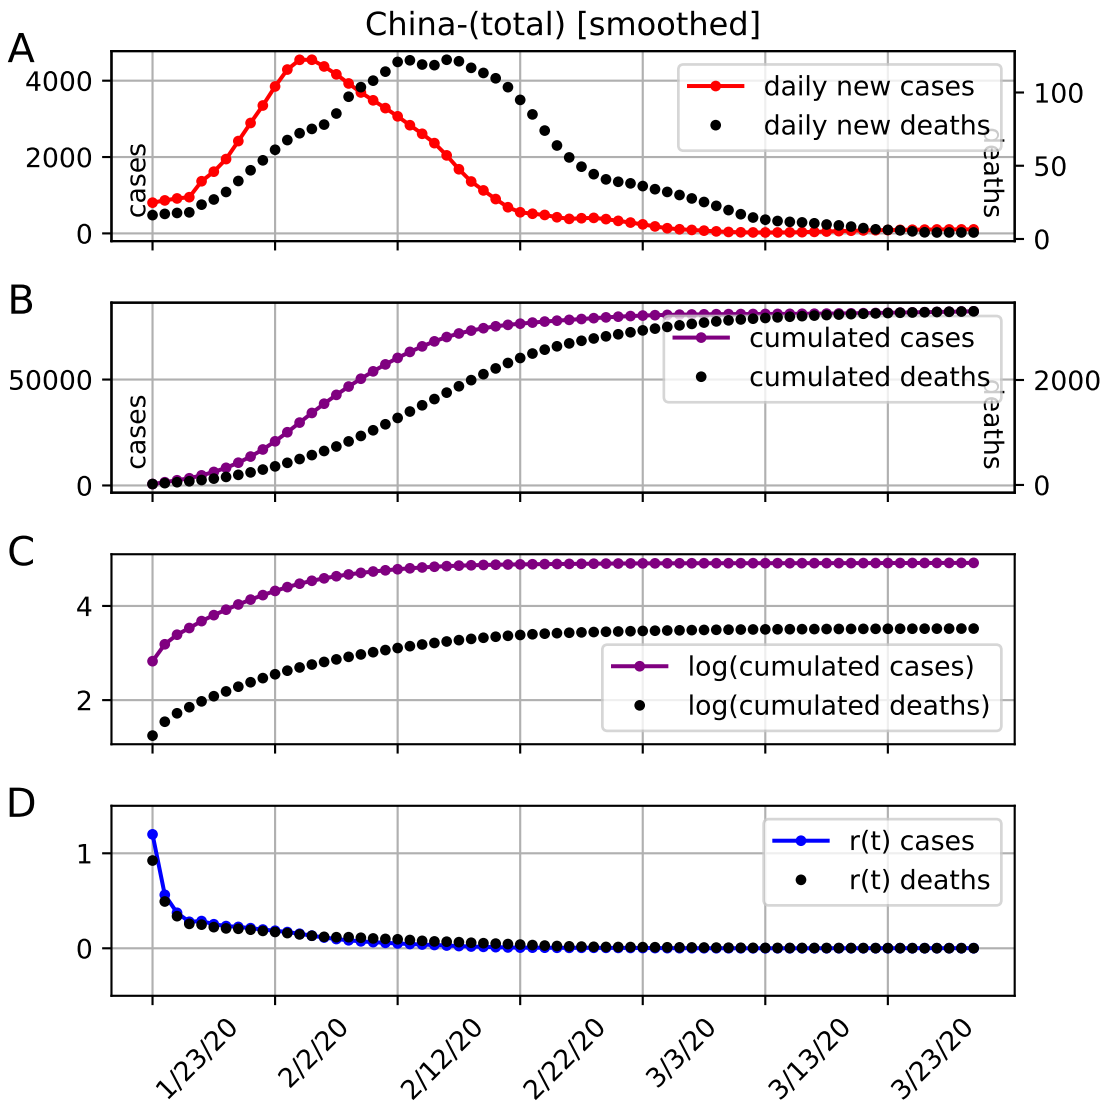 China-(total) [smoothed]
A
4000
2000
0
cases
daily new cases
daily new deaths
100
50
0
deaths
B
50000
0
cases
cumulated cases
cumulated deaths
2000
0
deaths
C
4
2
log(cumulated cases)
log(cumulated deaths)
D
1
0
r(t) cases
r(t) deaths
1/23/20
2/2/20
2/12/20
2/22/20
3/3/20
3/13/20
3/23/20